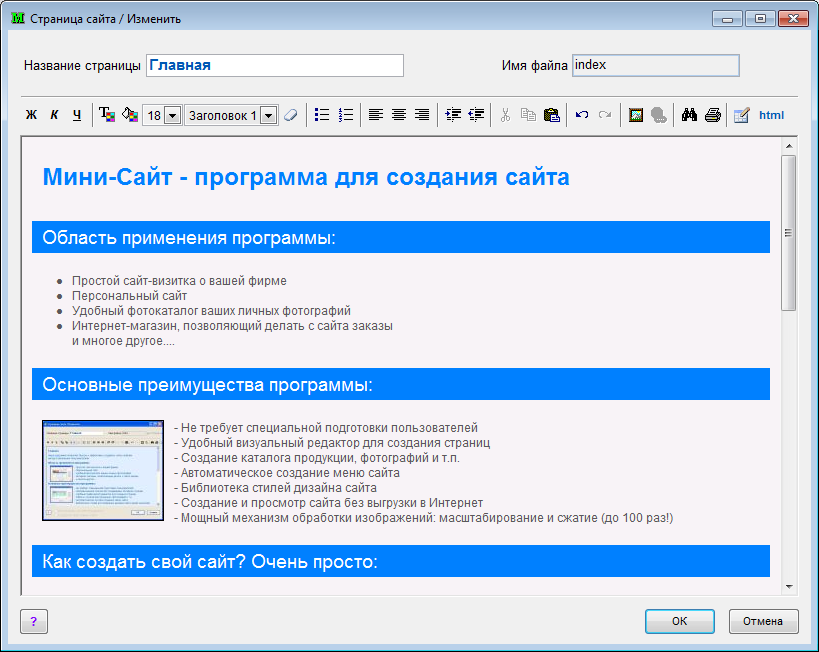 Страница сайта / Изменить
Название страницы Главная Имя файла index
Ж К Ч 18 Заголовок 1 html
Мини-Сайт - программа для создания сайта
Область применения программы:
Простой сайт-визитка о вашей фирме
Персональный сайт
Удобный фотокаталог ваших личных фотографий
Интернет-магазин, позволяющий делать с сайта заказы
и многое другое....
Основные преимущества программы:
- Не требует специальной подготовки пользователей
- Удобный визуальный редактор для создания страниц
- Создание каталога продукции, фотографий и т.п.
- Автоматическое создание меню сайта
- Библиотека стилей дизайна сайта
- Создание и просмотр сайта без выгрузки в Интернет
- Мощный механизм обработки изображений: масштабирование и сжатие (до 100 раз!)
Как создать свой сайт? Очень просто:
? OK Отмена